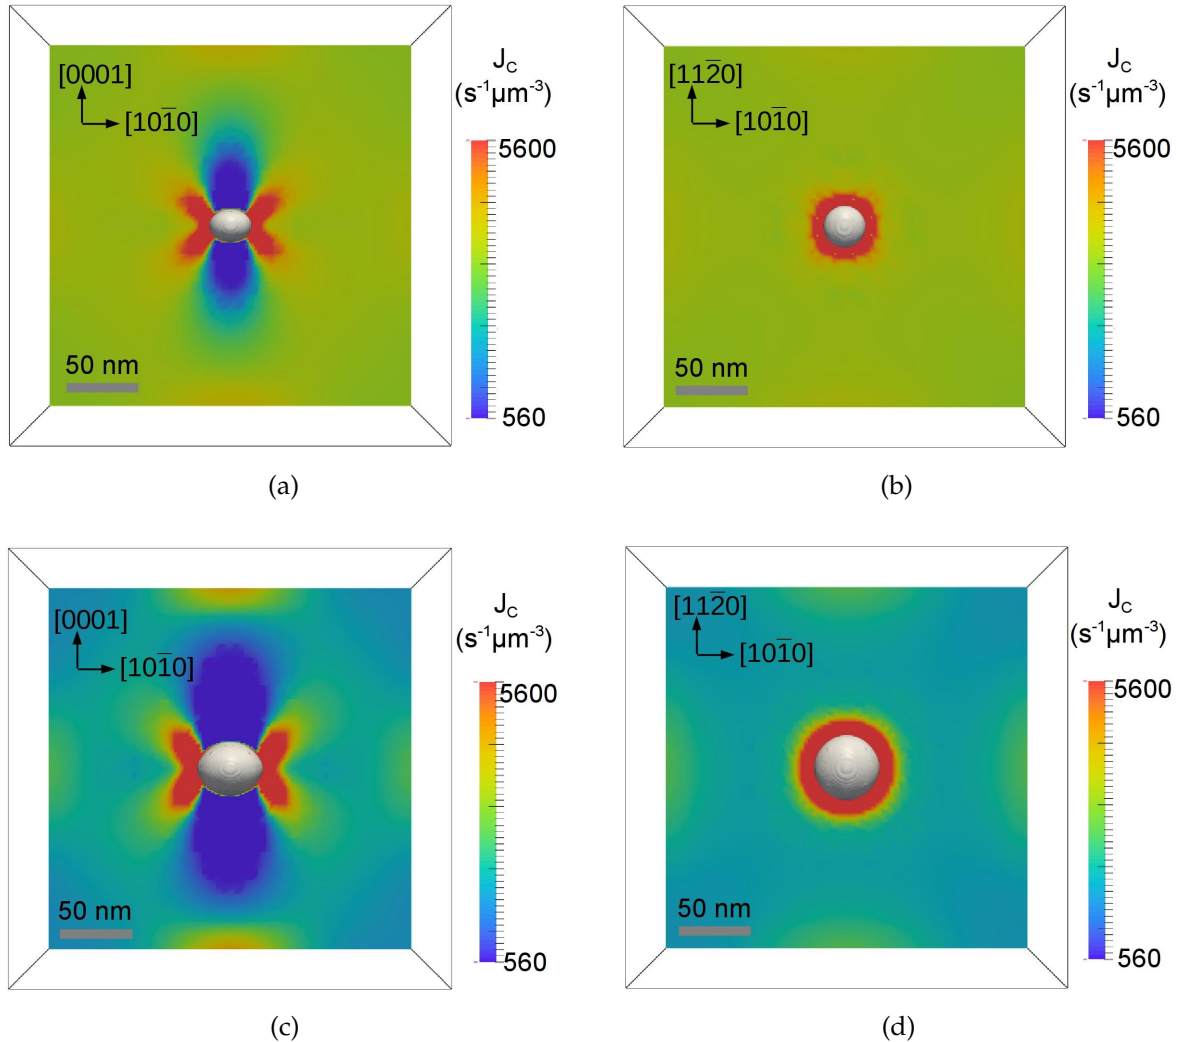 [0001]
[101̅0]
50 nm
J_C
(s⁻¹μm⁻³)
5600
560
(a)
[112̅0]
[101̅0]
50 nm
J_C
(s⁻¹μm⁻³)
5600
560
(b)
[0001]
[101̅0]
50 nm
J_C
(s⁻¹μm⁻³)
5600
560
(c)
[112̅0]
[101̅0]
50 nm
J_C
(s⁻¹μm⁻³)
5600
560
(d)